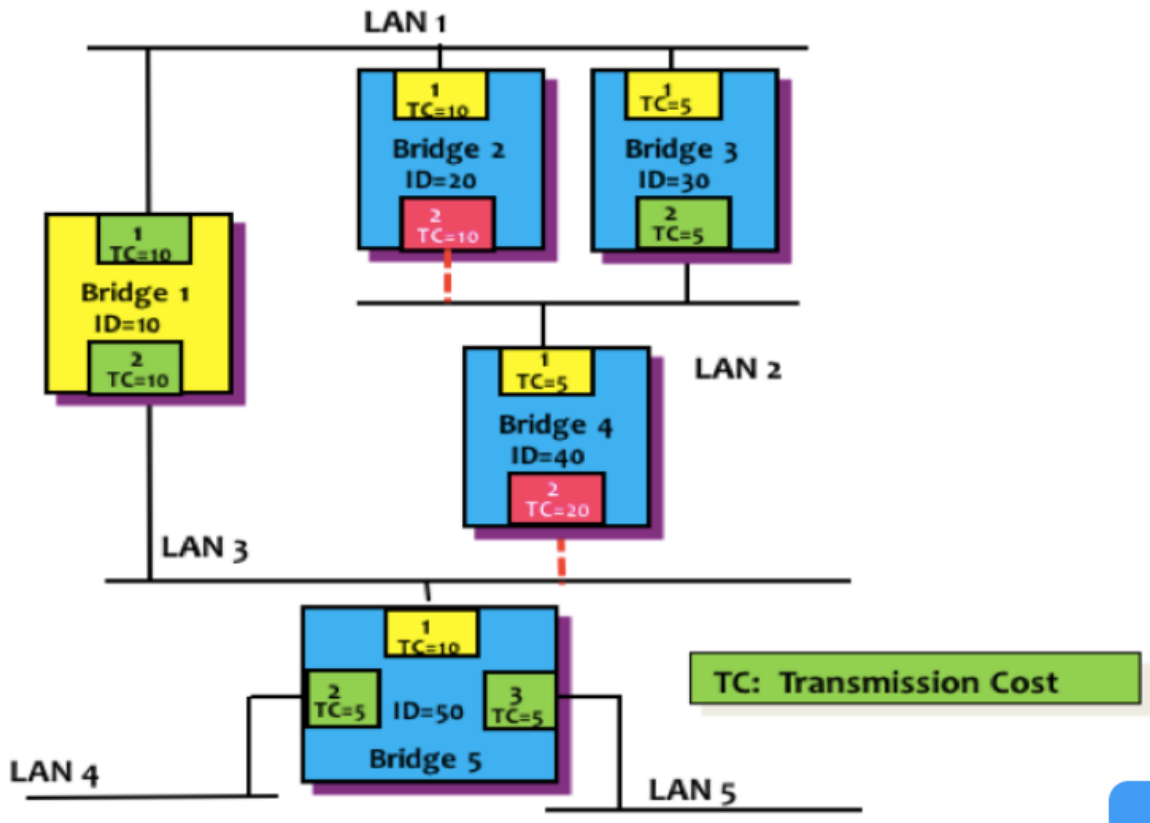 LAN 1
1
TC=10
Bridge 2
ID=20
2
TC=10
1
TC=5
Bridge 3
ID=30
2
TC=5
1
TC=10
Bridge 1
ID=10
2
TC=10
1
TC=5
Bridge 4
ID=40
2
TC=20
LAN 2
LAN 3
1
TC=10
2
TC=5
ID=50
3
TC=5
Bridge 5
TC: Transmission Cost
LAN 4
LAN 5